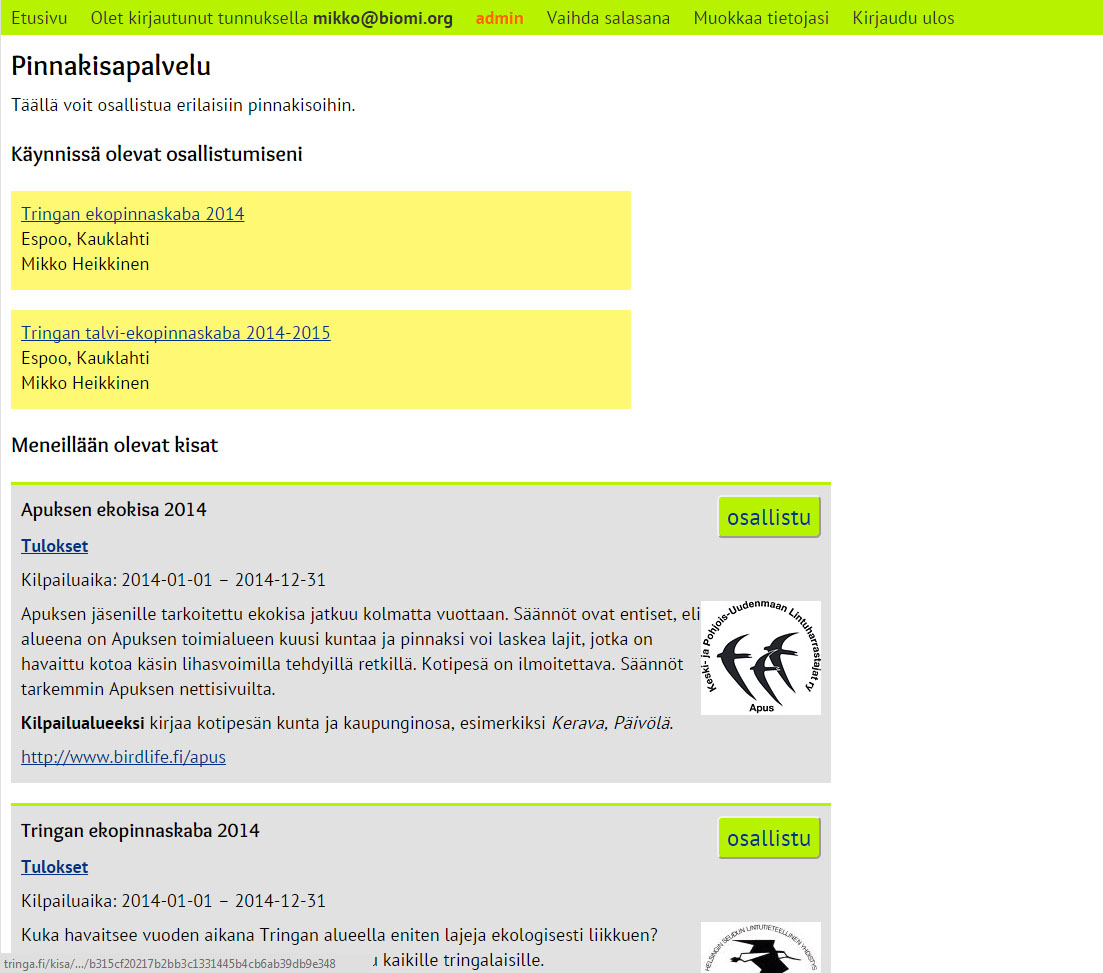 Etusivu Olet kirjautunut tunnuksella mikko@biomi.org admin Vaihda salasana Muokkaa tietojasi Kirjaudu ulos
Pinnakisapalvelu
Täällä voit osallistua erilaisiin pinnakisoihin.
Käynnissä olevat osallistumiseni
Tringan ekopinnaskaba 2014
Espoo, Kauklahti
Mikko Heikkinen
Tringan talvi-ekopinnaskaba 2014-2015
Espoo, Kauklahti
Mikko Heikkinen
Meneillään olevat kisat
Apuksen ekokisa 2014
osallistu
Tulokset
Kilpailuaika: 2014-01-01 – 2014-12-31
Apuksen jäsenille tarkoitettu ekokisa jatkuu kolmatta vuottaan. Säännöt ovat entiset, eli
alueena on Apuksen toimialueen kuusi kuntaa ja pinnaksi voi laskea lajit, jotka on
havaittu kotoa käsin lihasvoimilla tehdyillä retkillä. Kotipesä on ilmoitettava. Säännöt
tarkemmin Apuksen nettisivuilta.
Keski- ja Pohjois-Uudenmaan Lintuharrastajat ry
Apus
Kilpailualueeksi kirjaa kotipesän kunta ja kaupunginosa, esimerkiksi Kerava, Päivölä.
http://www.birdlife.fi/apus
Tringan ekopinnaskaba 2014
osallistu
Tulokset
Kilpailuaika: 2014-01-01 – 2014-12-31
Kuka havaitsee vuoden aikana Tringan alueella eniten lajeja ekologisesti liikkuen?
kaikille tringalaisille.
HELSINGIN SEUDUN LINTUTIETEELLINEN YHDISTYS
tringa.fi/kisa/.../b315cf20217b2bb3c1331445b4cb6ab39db9e348